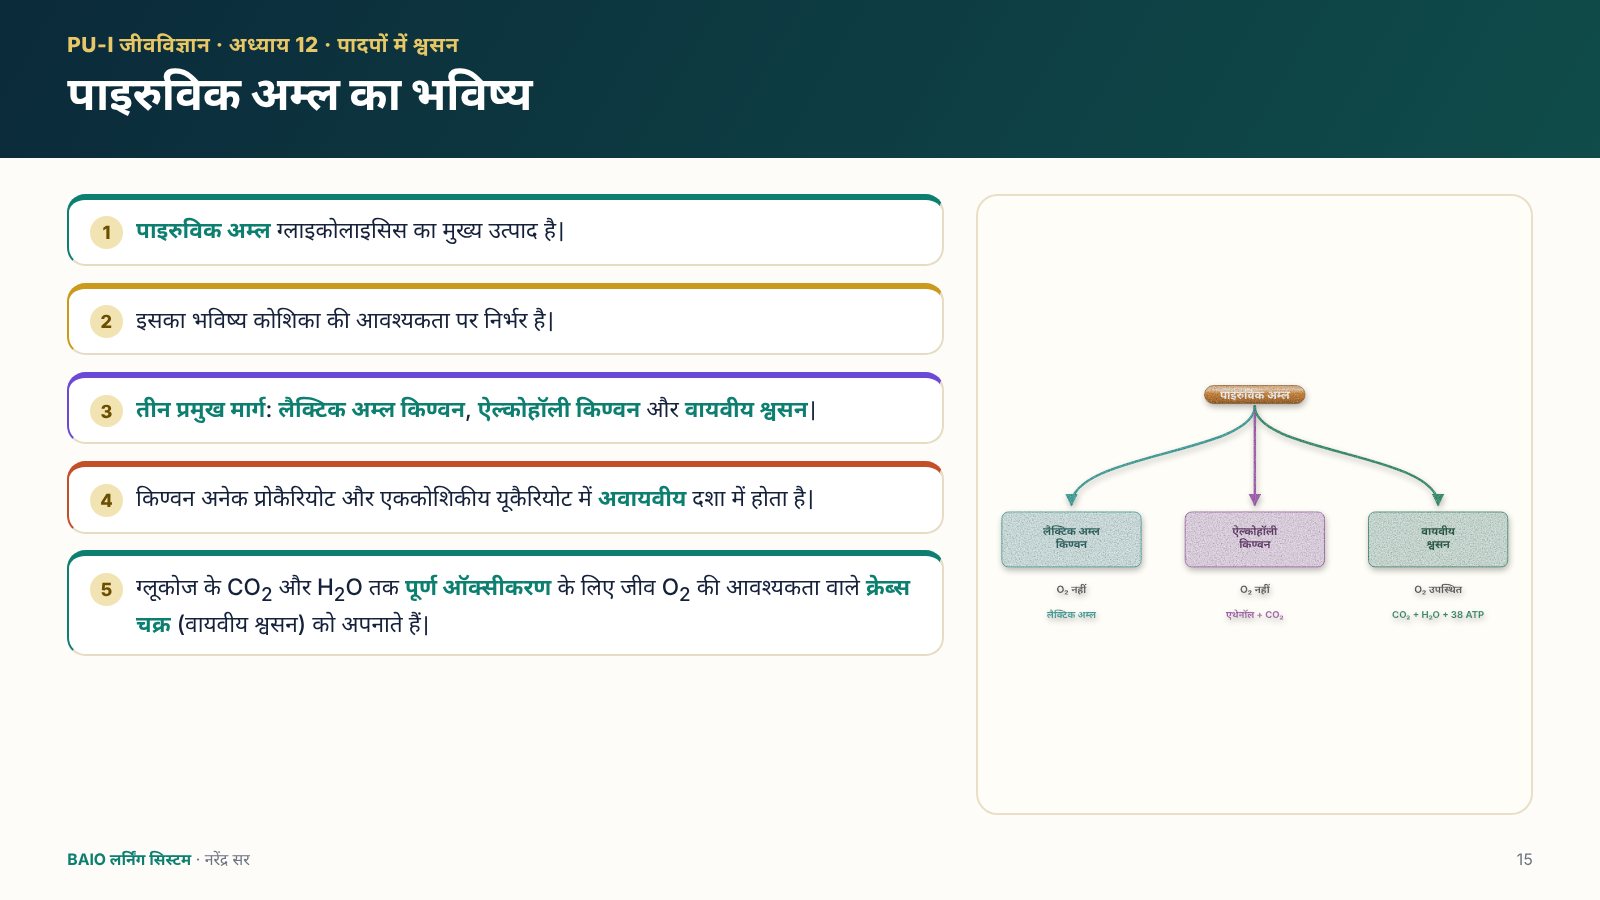 PU-I जीवविज्ञान · अध्याय 12 · पादपों में श्वसन
पाइरुविक अम्ल का भविष्य
1 पाइरुविक अम्ल ग्लाइकोलाइसिस का मुख्य उत्पाद है|
2 इसका भविष्य कोशिका की आवश्यकता पर निर्भर है|
3 तीन प्रमुख मार्ग: लैक्टिक अम्ल किण्वन, ऐल्कोहॉली किण्वन और वायवीय श्वसन|
4 किण्वन अनेक प्रोकैरियोट और एककोशिकीय यूकैरियोट में अवायवीय दशा में होता है|
5 ग्लूकोज के CO₂ और H₂O तक पूर्ण ऑक्सीकरण के लिए जीव O₂ की आवश्यकता वाले क्रेब्स
चक्र (वायवीय श्वसन) को अपनाते हैं|
पाइरुविक अम्ल
लैक्टिक अम्ल
किण्वन
O₂ नहीं
लैक्टिक अम्ल
ऐल्कोहॉली
किण्वन
O₂ नहीं
एथेनॉल + CO₂
वायवीय
श्वसन
O₂ उपस्थित
CO₂ + H₂O + 38 ATP
BAIO लर्निंग सिस्टम · नरेंद्र सर
15